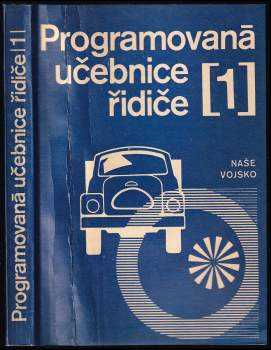 Programovaná učebnice řidiče |1|
Programovaná
učebnice
řidiče [1]
NAŠE
VOJSKO